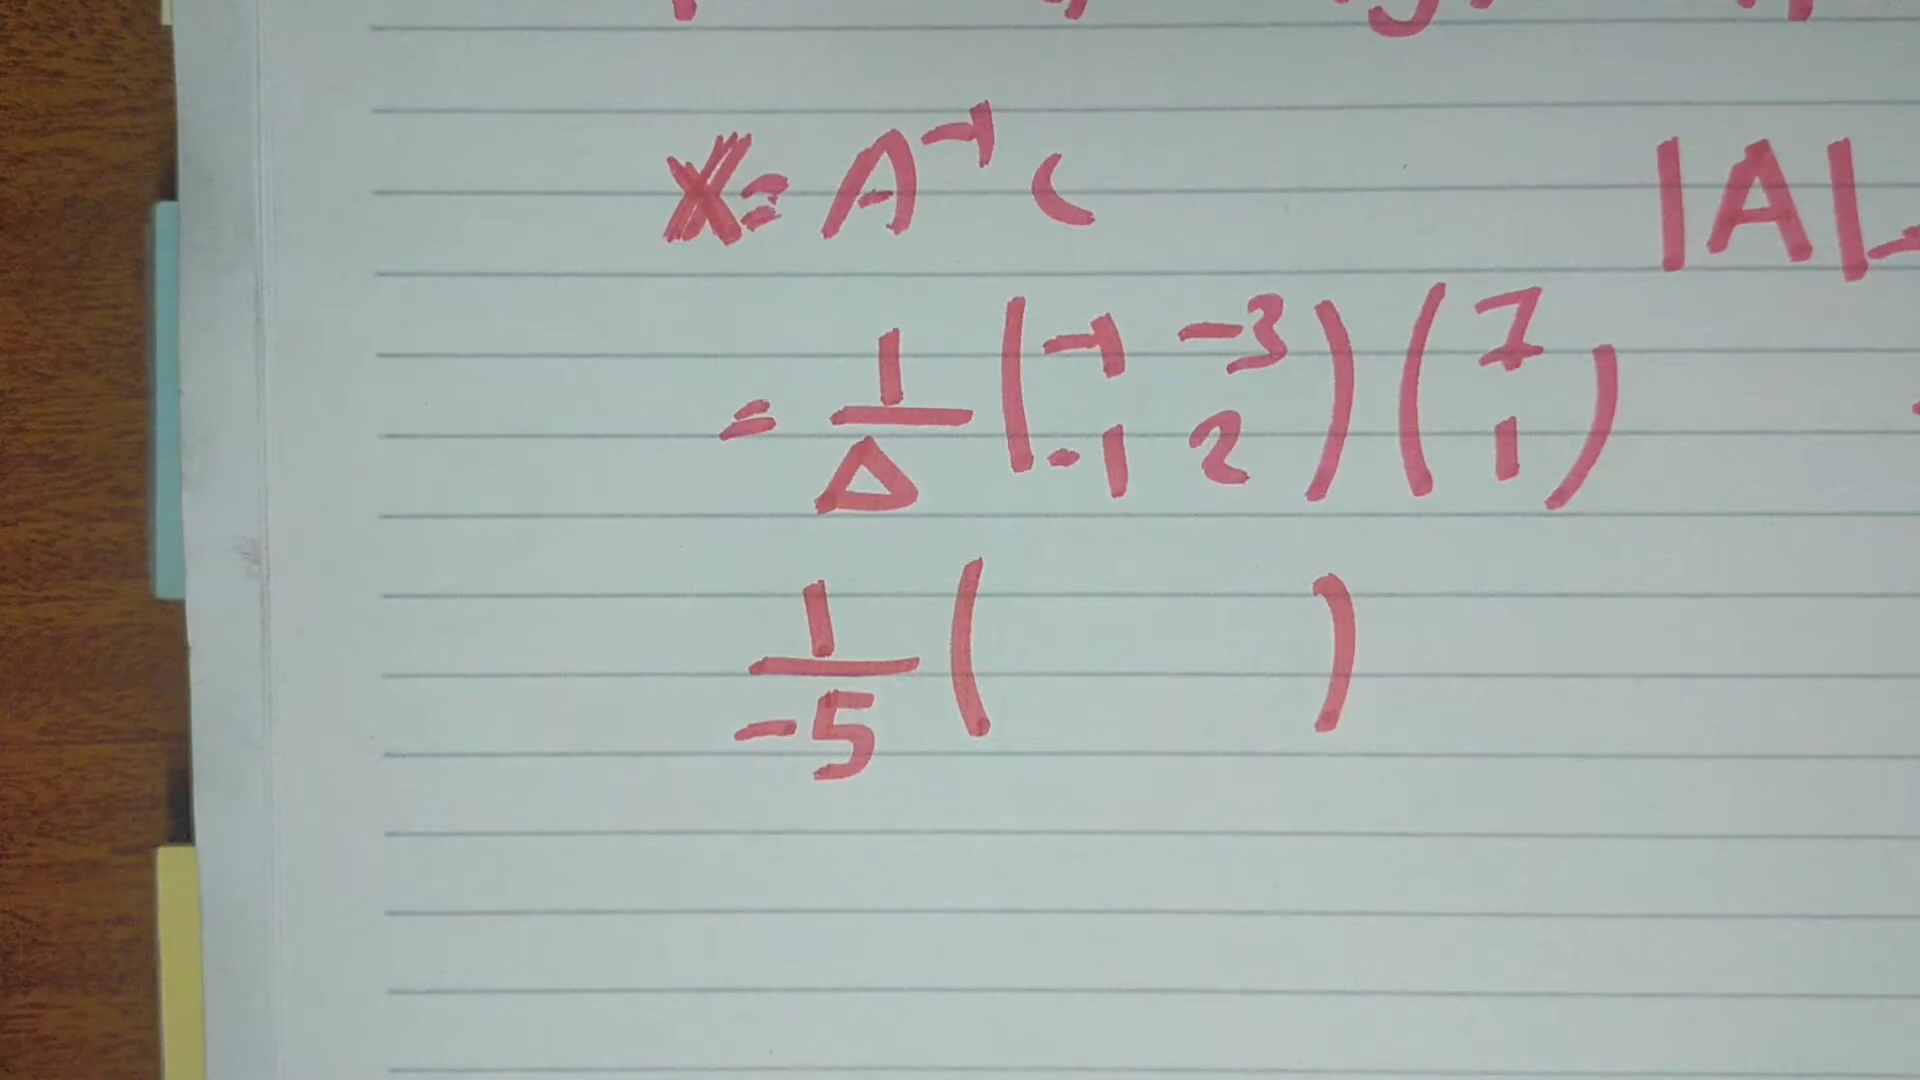 X = A⁻¹ C
|A| =
= 1/Δ (-1 -3 -1 2) (7 1)
1/-5 ( )